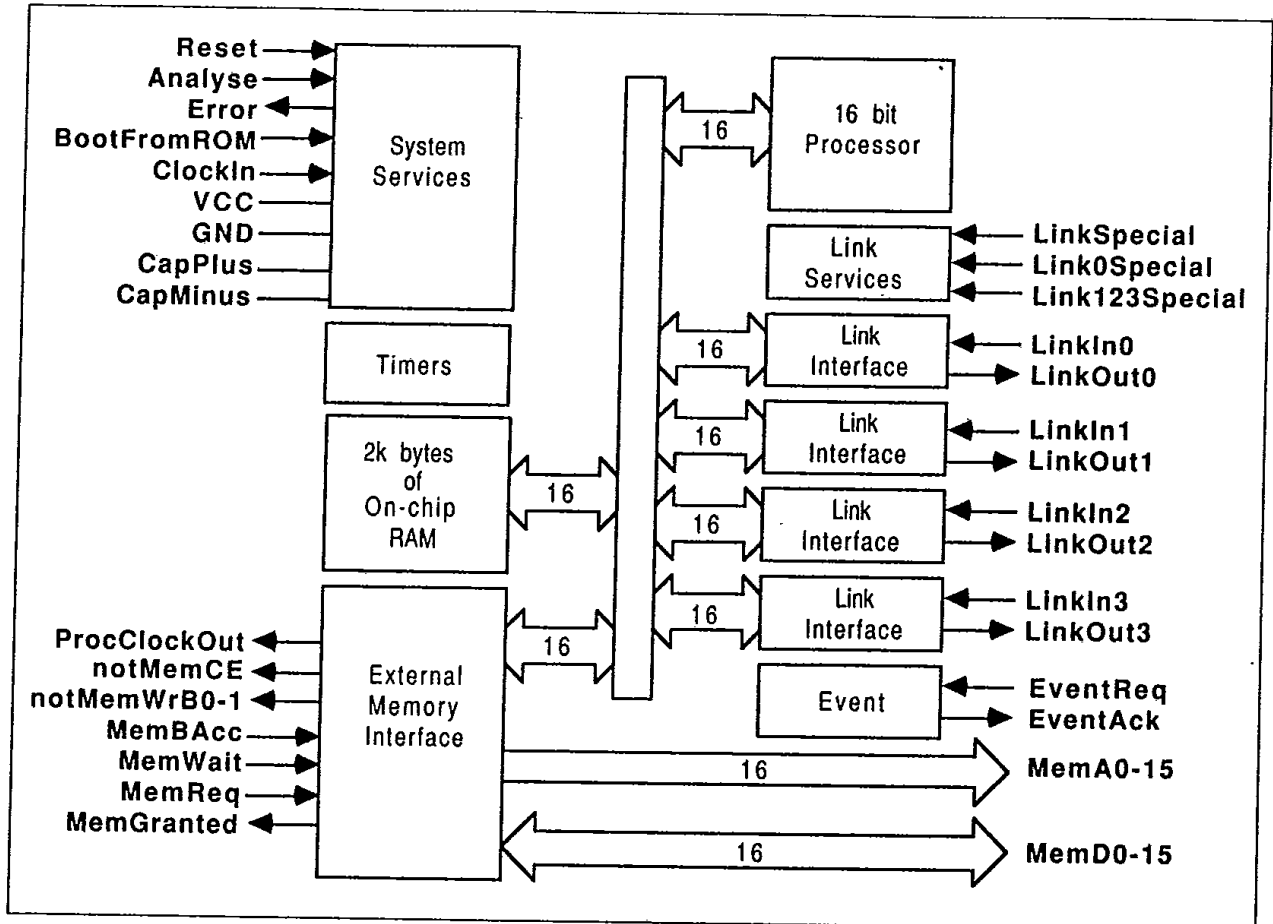 Reset
Analyse
Error
BootFromROM
ClockIn
VCC
GND
CapPlus
CapMinus
System
Services
Timers
2k bytes
of
On-chip
RAM
16
ProcClockOut
notMemCE
notMemWrB0-1
MemBAcc
MemWait
MemReq
MemGranted
External
Memory
Interface
16
16
16 bit
Processor
Link
Services
LinkSpecial
Link0Special
Link123Special
16
Link
Interface
LinkIn0
LinkOut0
16
Link
Interface
LinkIn1
LinkOut1
16
Link
Interface
LinkIn2
LinkOut2
16
Link
Interface
LinkIn3
LinkOut3
Event
EventReq
EventAck
16
MemA0-15
16
MemD0-15